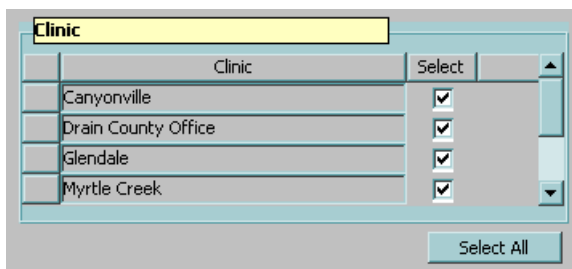 Clinic
Clinic Select
Canyonville
Drain County Office
Glendale
Myrtle Creek
Select All